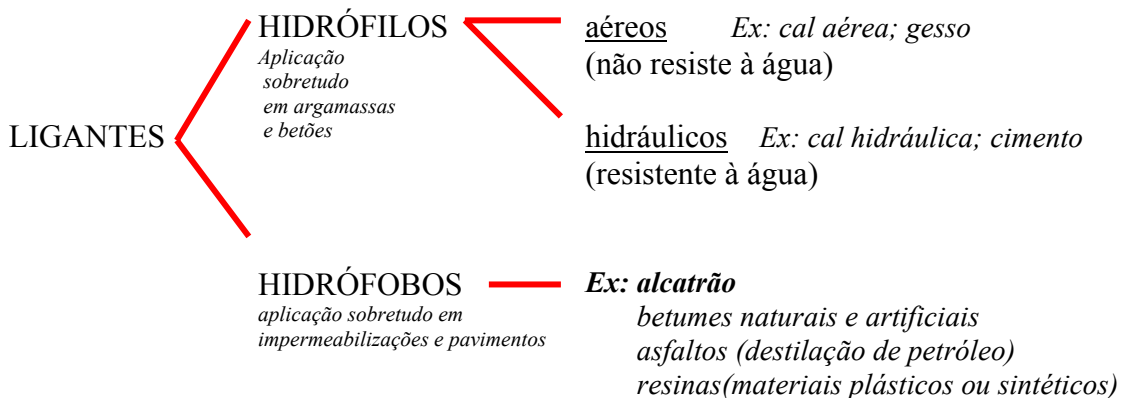 LIGANTES
HIDRÓFILOS
Aplicação
sobretudo
em argamassas
e betões
aéreos Ex: cal aérea; gesso
(não resiste à água)
hidráulicos Ex: cal hidráulica; cimento
(resistente à água)
HIDRÓFOBOS
aplicação sobretudo em
impermeabilizações e pavimentos
Ex: alcatrão
betumes naturais e artificiais
asfaltos (destilação de petróleo)
resinas(materiais plásticos ou sintéticos)